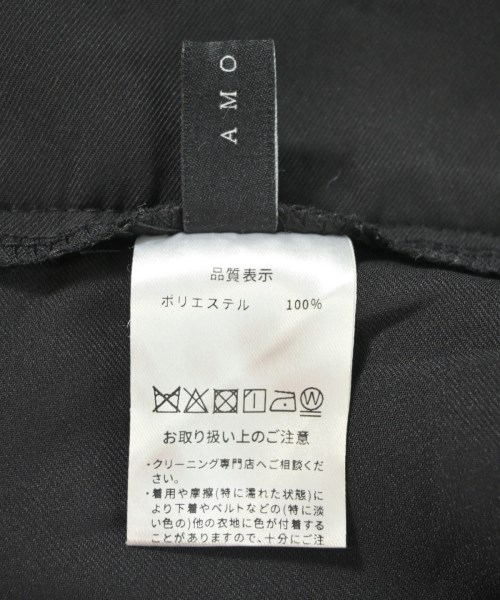 AMO
品質表示
ポリエステル 100%
W
お取り扱い上のご注意
・クリーニング専門店へご相談くだ
さい。
・着用や摩擦(特に濡れた状態)に
より下着やベルトなどの(特に淡
い色の)他の衣地に色が付着する
ことがありますので、十分にご注